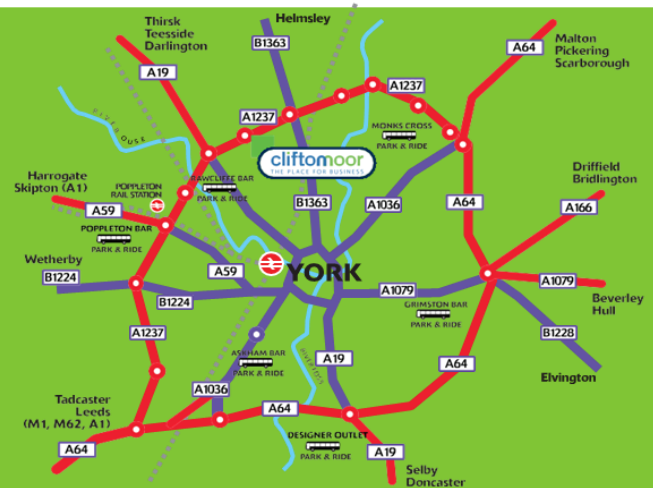 Thirsk
Teesside
Darlington
Helmsley
B1363
A64
Malton
Pickering
Scarborough
A19
A1237
A1237
RIVER OUSE
MONKS CROSS
PARK & RIDE
cliftonmoor
THE PLACE FOR BUSINESS
Harrogate
Skipton (A1)
POPPLETON
RAIL STATION
RAWCLIFFE BAR
PARK & RIDE
Driffield
Bridlington
A59
B1363
A1036
A64
A166
POPPLETON BAR
PARK & RIDE
Wetherby
A59
YORK
B1224
B1224
A1079
A1079
GRIMSTON BAR
PARK & RIDE
Beverley
Hull
A1237
B1228
ASKHAM BAR
PARK & RIDE
A19
RIVER FOSS
A64
Elvington
A1036
Tadcaster
Leeds
(M1, M62, A1)
A64
A64
DESIGNER OUTLET
PARK & RIDE
A19
Selby
Doncaster